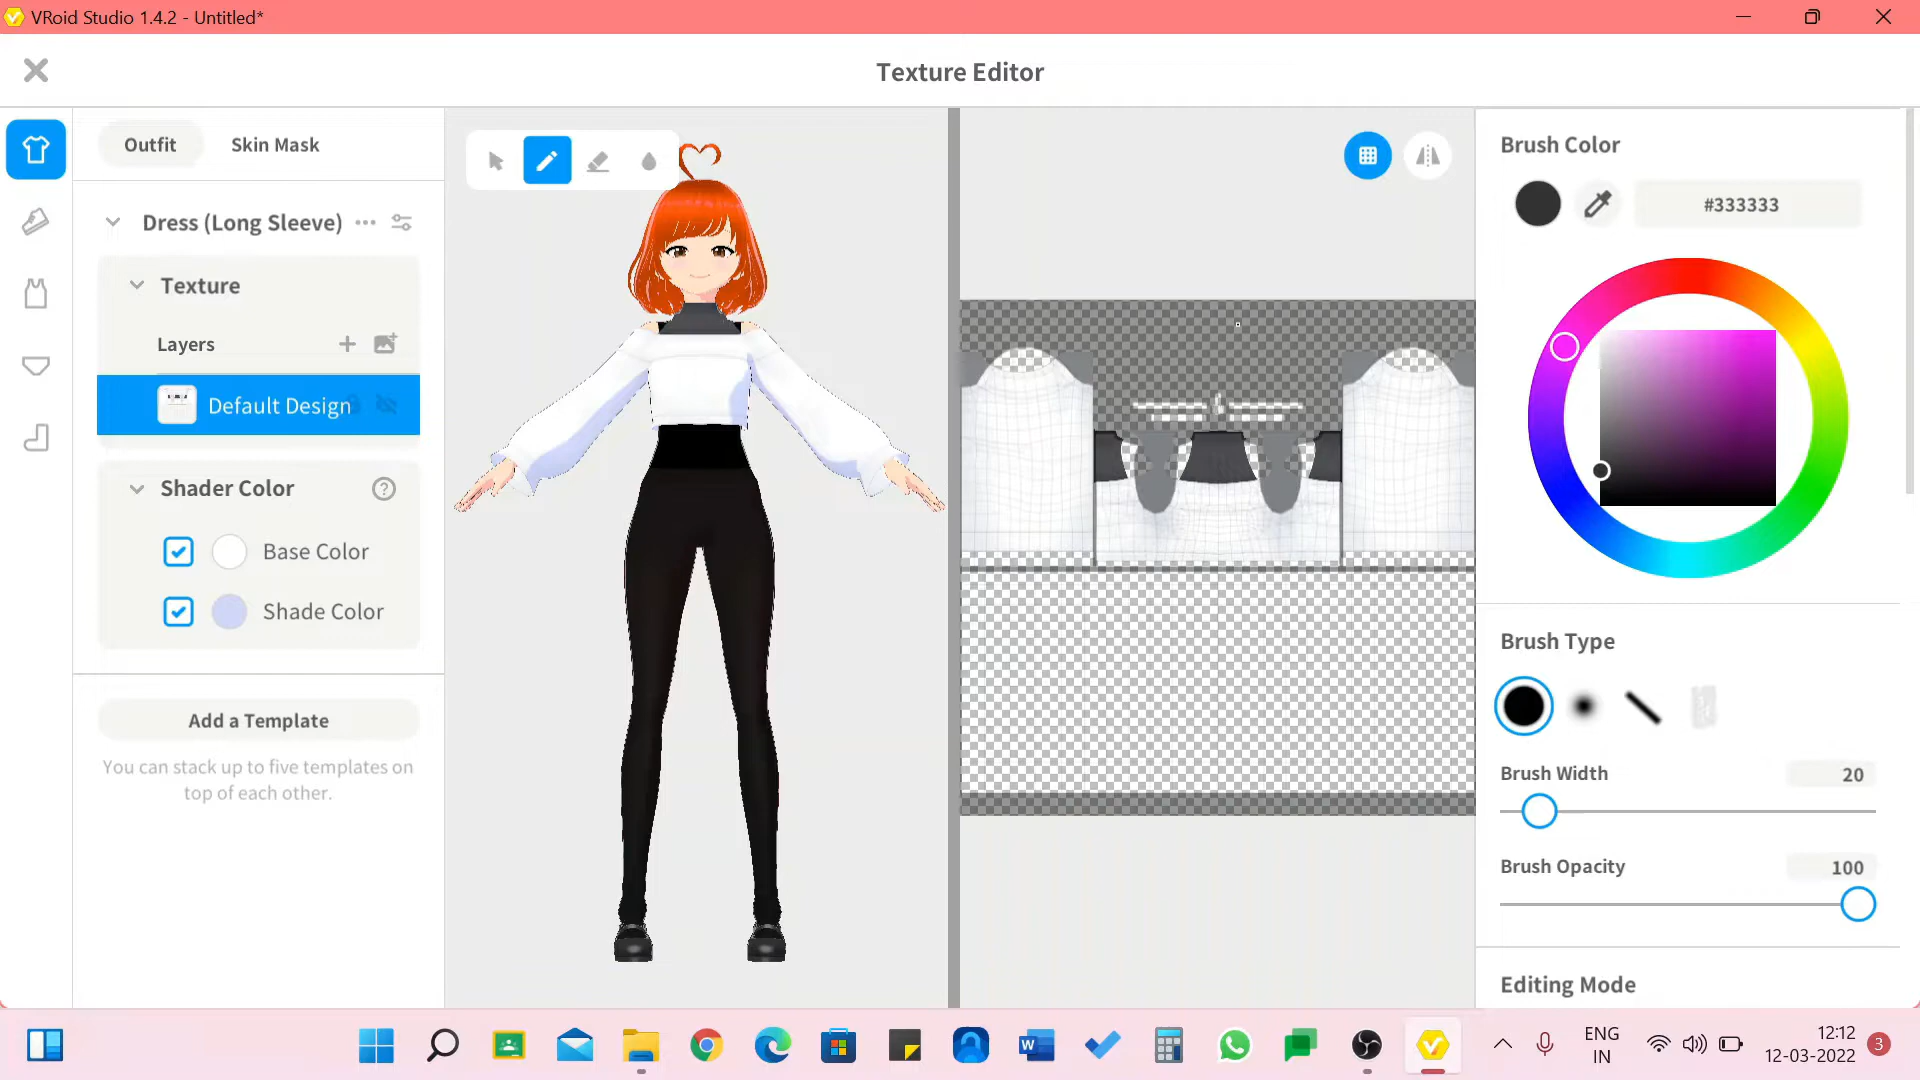 VRoid Studio 1.4.2 - Untitled*
Texture Editor
Outfit
Skin Mask
Dress (Long Sleeve)
Texture
Layers
Default Design
Shader Color
?
Base Color
Shade Color
Add a Template
You can stack up to five templates on
top of each other.
Brush Color
#333333
Brush Type
Brush Width
20
Brush Opacity
100
Editing Mode
W
ENG
IN
12:12
12-03-2022
3